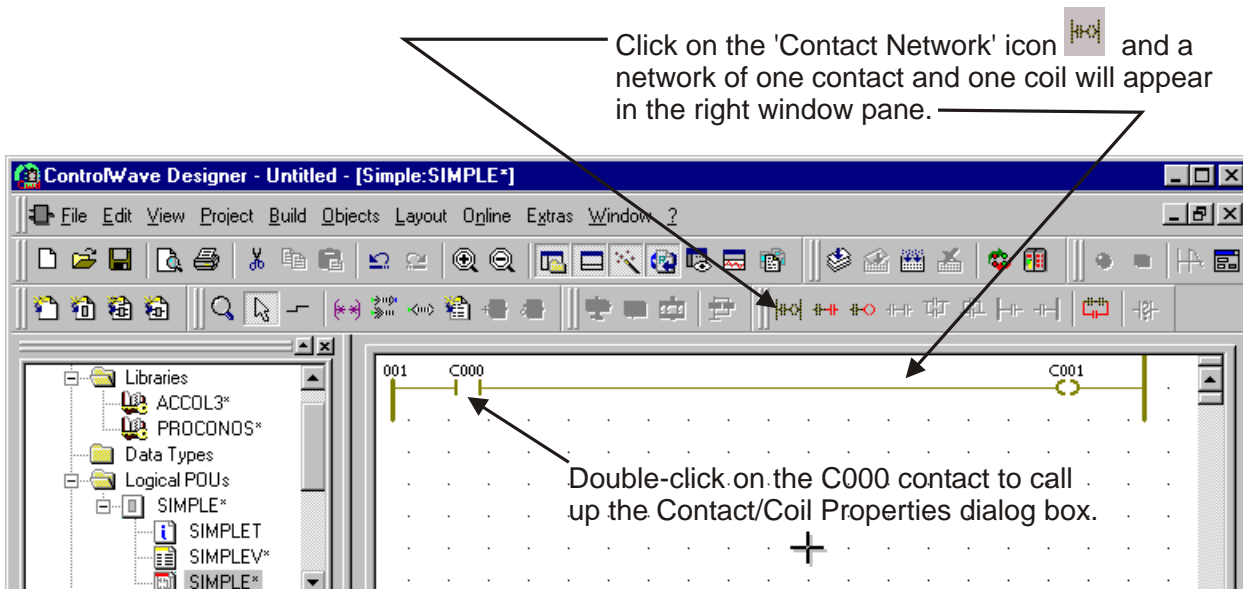 Click on the 'Contact Network' icon and a
network of one contact and one coil will appear
in the right window pane.
ControlWave Designer - Untitled - [Simple:SIMPLE*]
File Edit View Project Build Objects Layout Online Extras Window ?
Libraries
ACCOL3*
PROCONOS*
Data Types
Logical POUs
SIMPLE*
SIMPLET
SIMPLEV*
SIMPLE*
001 C000 C001
Double-click on the C000 contact to call
up the Contact/Coil Properties dialog box.